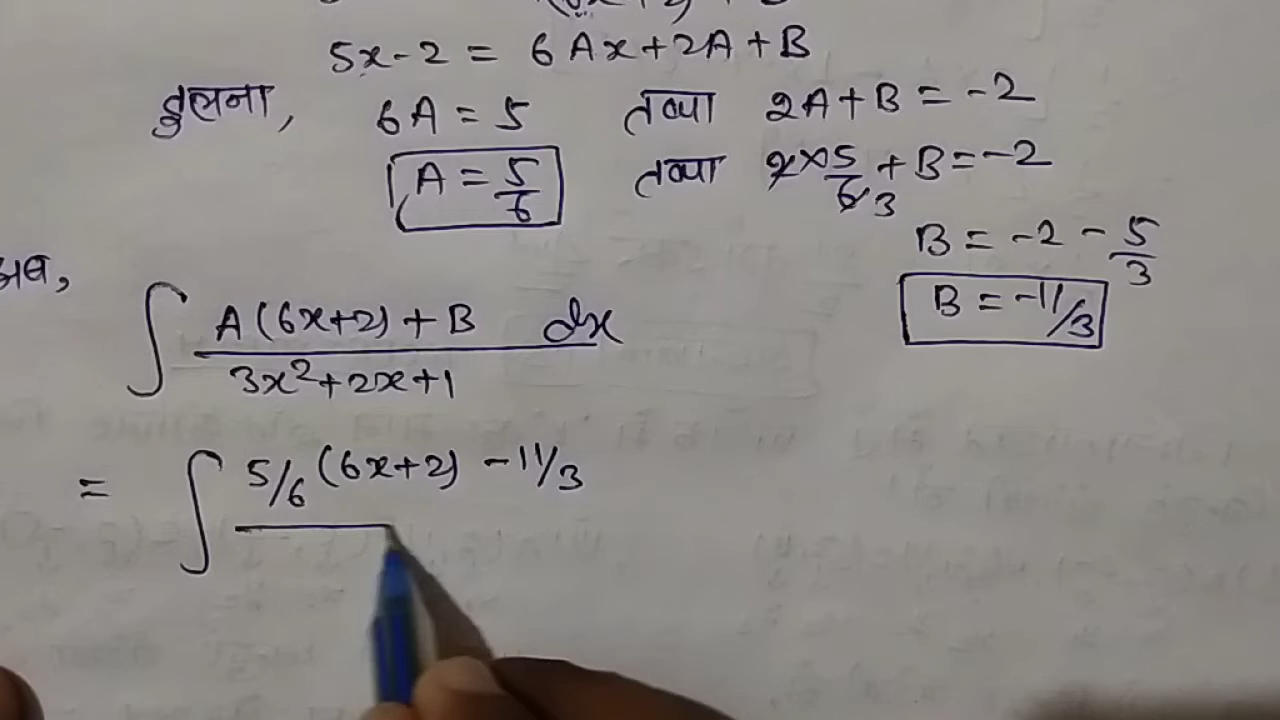 5x-2 = 6Ax+2A+B
तुलना, 6A = 5 तथा 2A+B = -2
A = 5/6 तथा 2×5/6 3 +B = -2
B = -2 - 5/3
अब, B = -11/3
∫ A(6x+2)+B dx
3x²+2x+1
= ∫ 5/6 (6x+2) -11/3